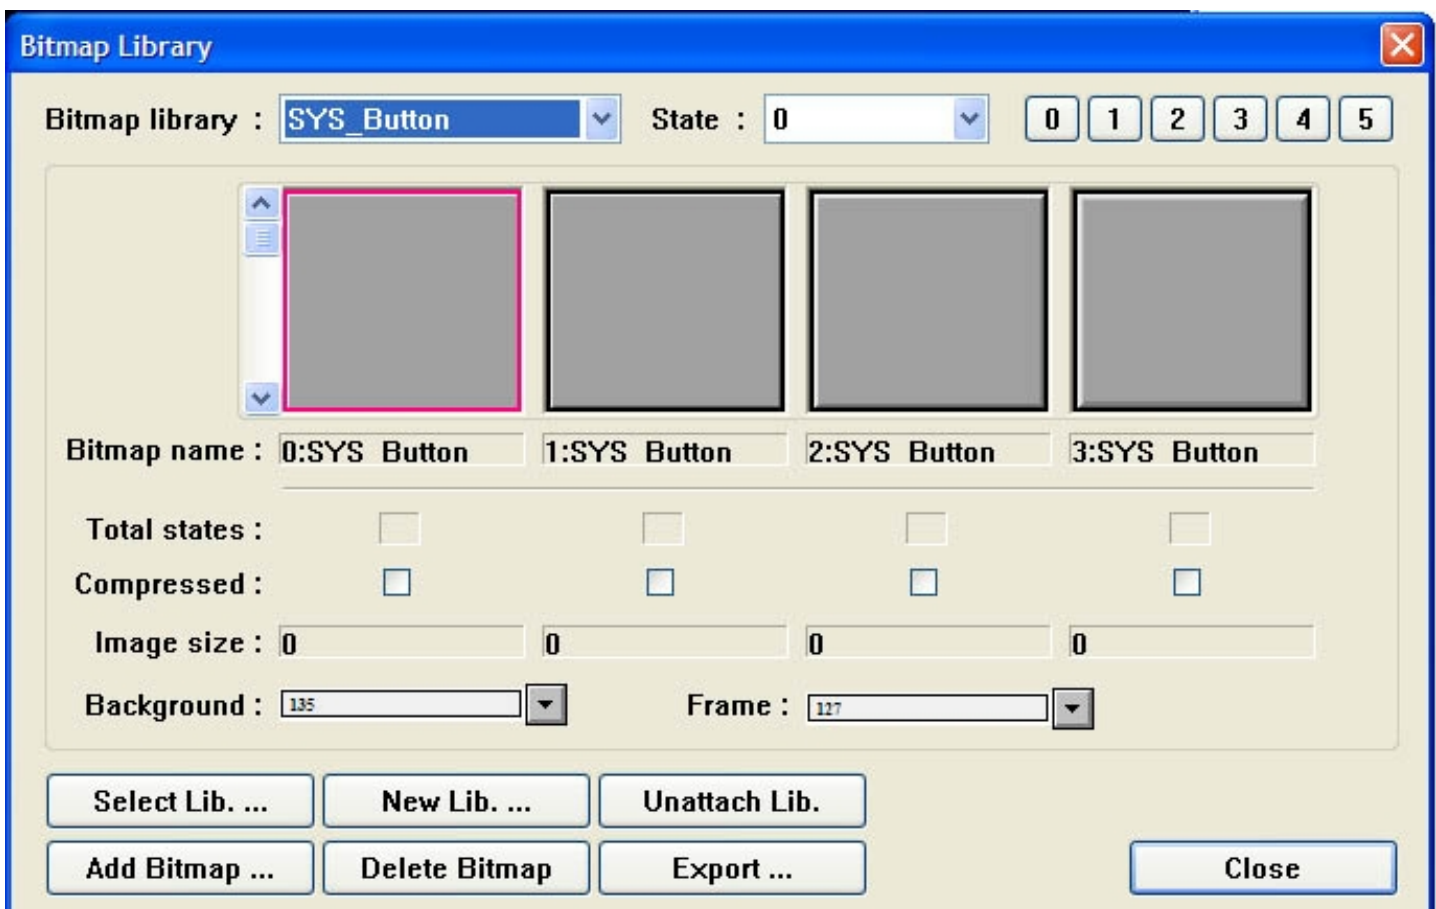 Bitmap Library
Bitmap library : SYS_Button State : 0 0 1 2 3 4 5
Bitmap name : 0:SYS Button 1:SYS Button 2:SYS Button 3:SYS Button
Total states :
Compressed :
Image size : 0 0 0 0
Background : 135 Frame : 127
Select Lib. ... New Lib. ... Unattach Lib.
Add Bitmap ... Delete Bitmap Export ... Close